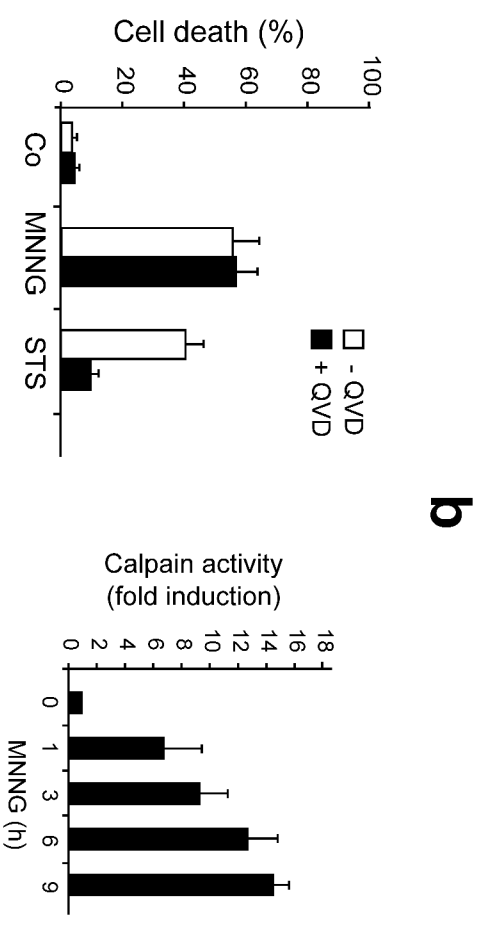 Cell death (%)
100
80
60
40
20
0
Co
MNNG
STS
- QVD
+ QVD
b
Calpain activity
(fold induction)
18
16
14
12
10
8
6
4
2
0
0
1
3
6
9
MNNG (h)